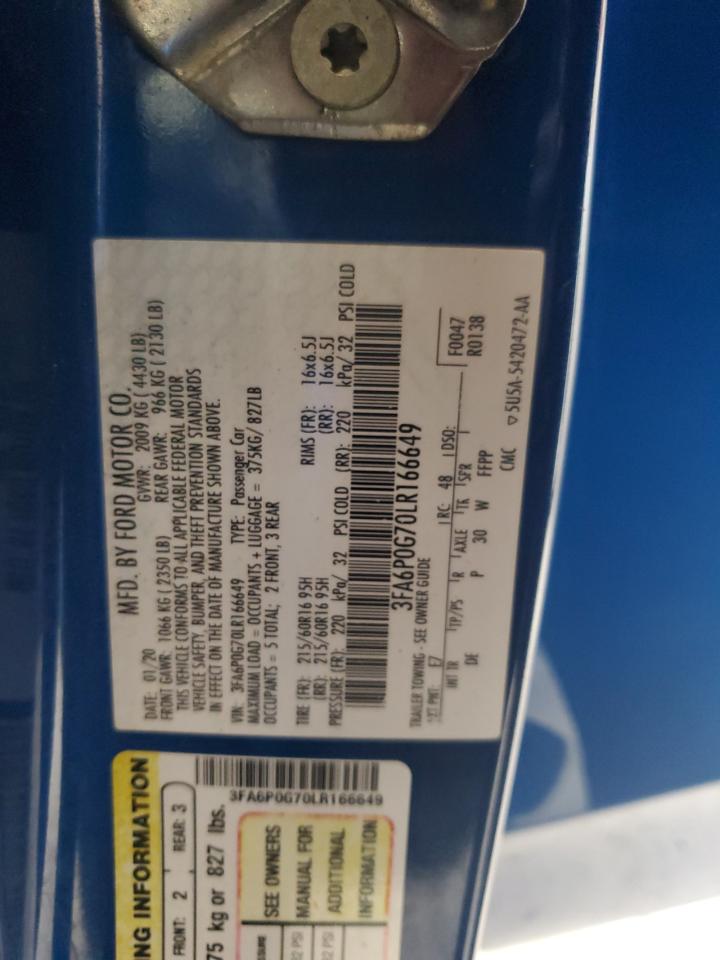 MFD. BY FORD MOTOR CO.
DATE: 01/20 GVWR: 2009 KG ( 4430 LB)
FRONT GAWR: 1066 KG ( 2350 LB) REAR GAWR: 966 KG ( 2130 LB)
THIS VEHICLE CONFORMS TO ALL APPLICABLE FEDERAL MOTOR
VEHICLE SAFETY, BUMPER, AND THEFT PREVENTION STANDARDS
IN EFFECT ON THE DATE OF MANUFACTURE SHOWN ABOVE.
VIN: 3FA6P0G70LR166649 TYPE: Passenger Car
MAXIMUM LOAD = OCCUPANTS + LUGGAGE = 375KG/ 827LB
OCCUPANTS = 5 TOTAL; 2 FRONT, 3 REAR
TIRE (FR): 215/60R16 95H RIMS (FR): 16x6.5J
(RR): 215/60R16 95H (RR): 16x6.5J
PRESSURE (FR): 220 kPa/ 32 PSI COLD (RR): 220 kPa/ 32 PSI COLD
3FA6P0G70LR166649
TRAILER TOWING - SEE OWNER GUIDE
EXT PNT: E7 RC: 48 DSO: F0047
R0138
INT TR TP/PS R AXLE TR SPR
DE P 30 W FFPP
CMC ▽5U5A-5420472-AA
NG INFORMATION
FRONT: 2 REAR: 3
75 kg or 827 lbs.
3FA6P0G70LR166649
SEE OWNERS
MANUAL FOR
ADDITIONAL
INFORMATION